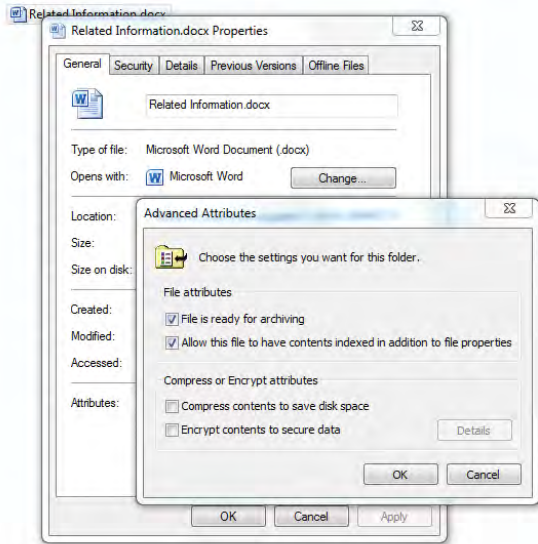 Related Information.docx
Related Information.docx Properties
General Security Details Previous Versions Offline Files
Related Information.docx
Type of file: Microsoft Word Document (.docx)
Opens with: Microsoft Word Change...
Location:
Advanced Attributes
Size:
Choose the settings you want for this folder.
Size on disk:
File attributes
Created:
File is ready for archiving
Modified:
Allow this file to have contents indexed in addition to file properties
Accessed:
Compress or Encrypt attributes
Attributes:
Compress contents to save disk space
Encrypt contents to secure data Details
OK Cancel
OK Cancel Apply